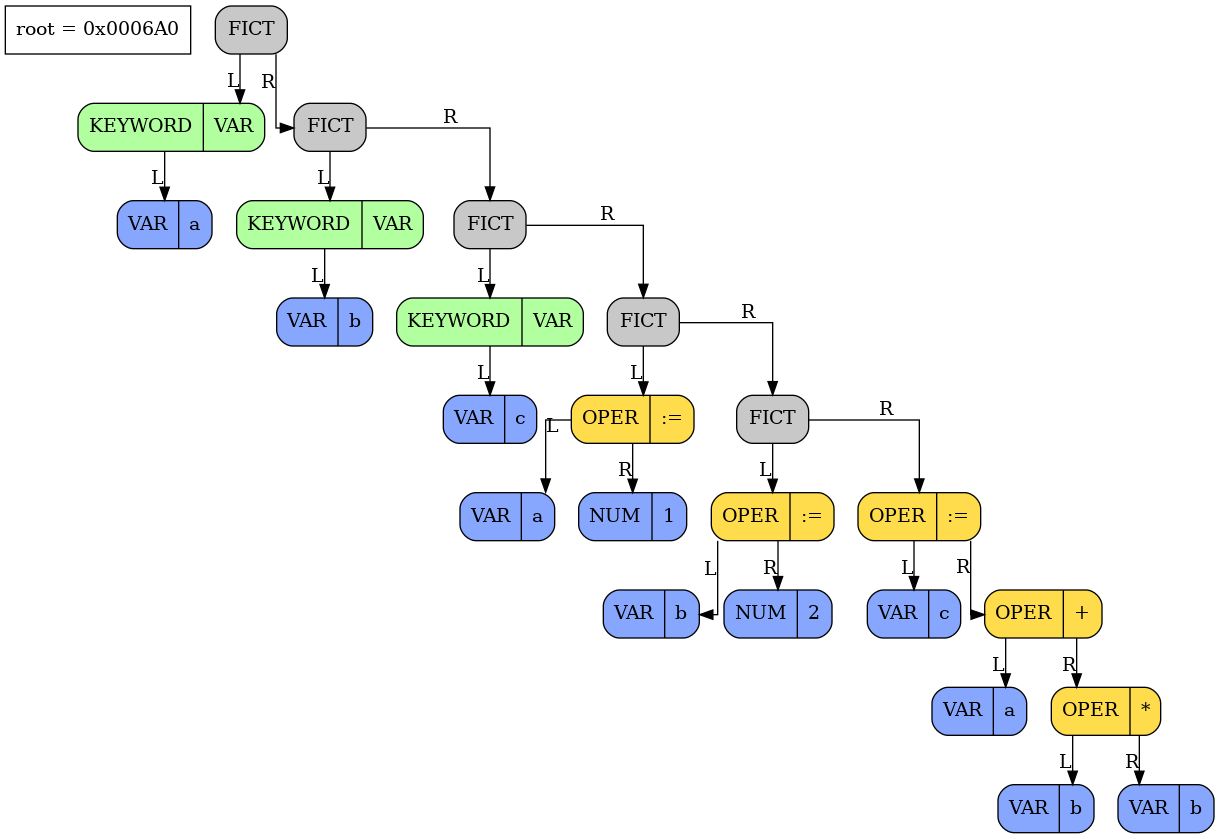 root = 0x0006A0
FICT
L
R
KEYWORD VAR
FICT
R
L
L
VAR a
KEYWORD VAR
FICT
R
L
L
VAR b
KEYWORD VAR
FICT
R
L
L
VAR c
L
OPER :=
FICT
R
R
L
VAR a
NUM 1
OPER :=
OPER :=
L
R
L
R
VAR b
NUM 2
VAR c
OPER +
L
R
VAR a
OPER *
L
R
VAR b
VAR b